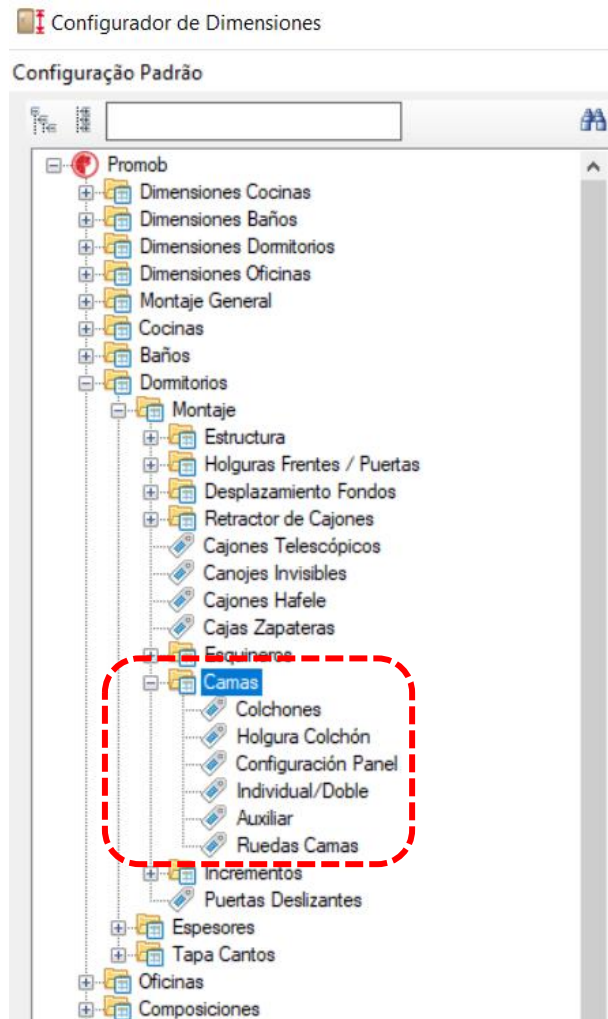 Configurador de Dimensiones
Configuração Padrão
Promob
Dimensiones Cocinas
Dimensiones Baños
Dimensiones Dormitorios
Dimensiones Oficinas
Montaje General
Cocinas
Baños
Dormitorios
Montaje
Estructura
Holguras Frentes / Puertas
Desplazamiento Fondos
Retractor de Cajones
Cajones Telescópicos
Canojes Invisibles
Cajones Hafele
Cajas Zapateras
Esquineros
Camas
Colchones
Holgura Colchón
Configuración Panel
Individual/Doble
Auxiliar
Ruedas Camas
Incrementos
Puertas Deslizantes
Espesores
Tapa Cantos
Oficinas
Composiciones